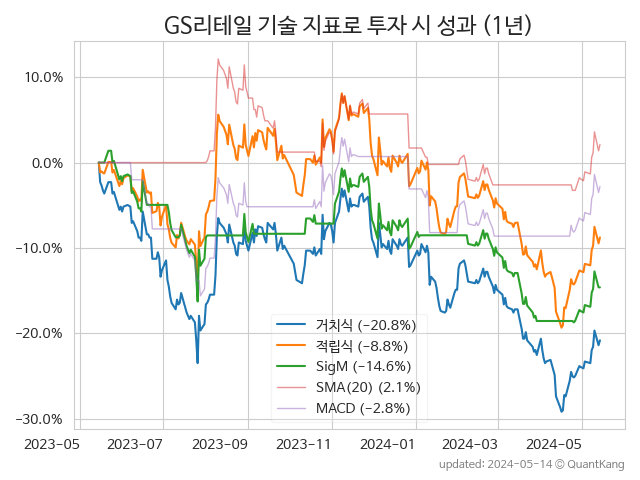 GS리테일 기술 지표로 투자 시 성과 (1년)
10.0%
0.0%
−10.0%
−20.0%
−30.0%
거치식 (−20.8%)
적립식 (−8.8%)
SigM (−14.6%)
SMA(20) (2.1%)
MACD (−2.8%)
2023−05 2023−07 2023−09 2023−11 2024−01 2024−03 2024−05
updated: 2024−05−14 ⓒ QuantKang